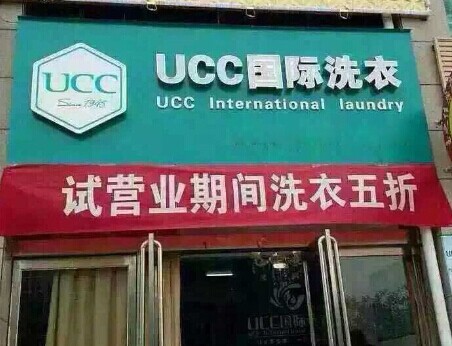 UCC
Since 1945
UCC国际洗衣
UCC International laundry
试营业期间洗衣五折
UCC国际